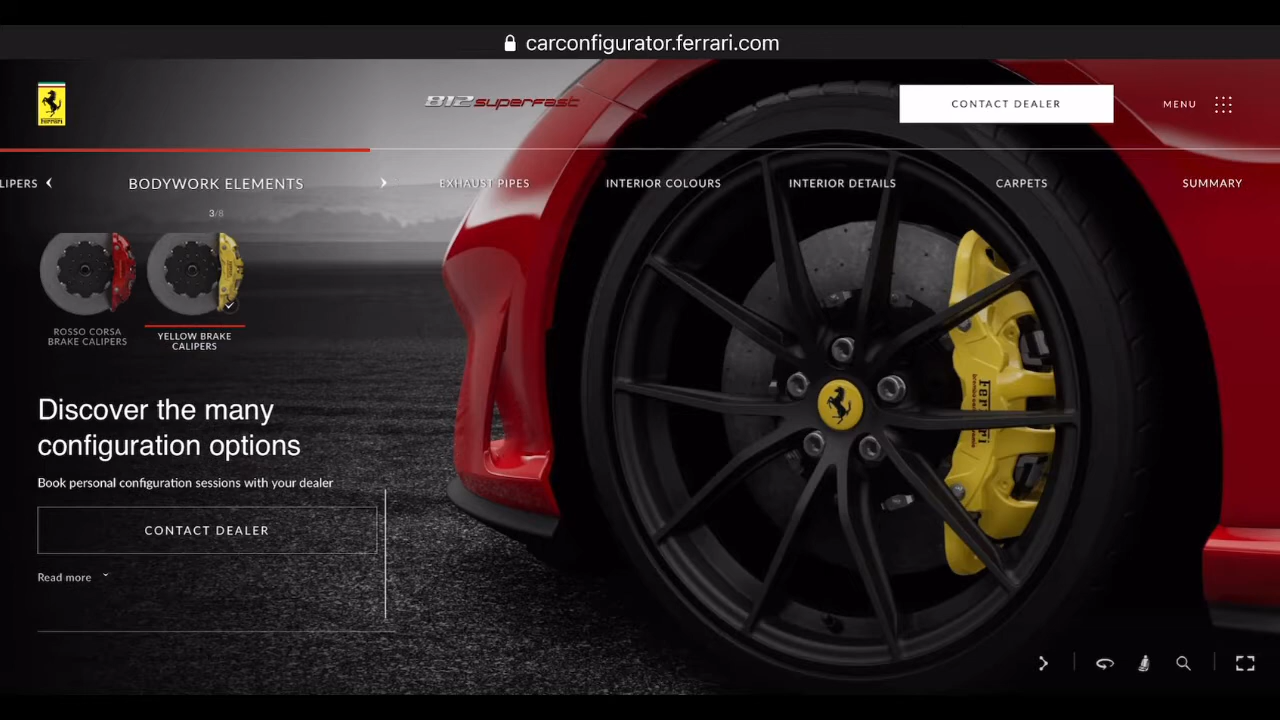 carconfigurator.ferrari.com
Ferrari
812 superfast
CONTACT DEALER
MENU
LIPERS
BODYWORK ELEMENTS
EXHAUST PIPES
INTERIOR COLOURS
INTERIOR DETAILS
CARPETS
SUMMARY
3/8
ROSSO CORSA
BRAKE CALIPERS
YELLOW BRAKE
CALIPERS
Discover the many
configuration options
Book personal configuration sessions with your dealer
CONTACT DEALER
Read more
Ferrari